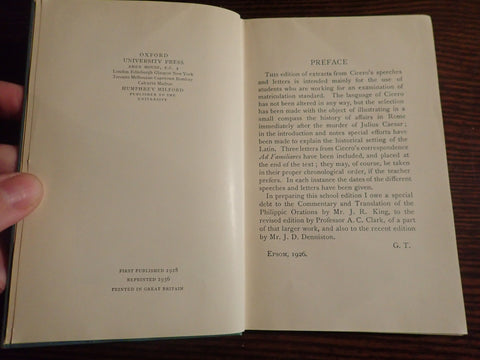 OXFORD
UNIVERSITY PRESS
AMEN HOUSE, E.C. 4
London Edinburgh Glasgow New York
Toronto Melbourne Capetown Bombay
Calcutta Madras
HUMPHREY MILFORD
PUBLISHER TO THE
UNIVERSITY
FIRST PUBLISHED 1928
REPRINTED 1936
PRINTED IN GREAT BRITAIN
PREFACE
THIS edition of extracts from Cicero's speeches
and letters is intended mainly for the use of
students who are working for an examination of
matriculation standard. The language of Cicero
has not been altered in any way, but the selection
has been made with the object of illustrating in a
small compass the history of affairs in Rome
immediately after the murder of Julius Caesar;
in the introduction and notes special efforts have
been made to explain the historical setting of the
Latin. Three letters from Cicero's correspondence
Ad Familiares have been included, and placed at
the end of the text; they may, of course, be taken
in their proper chronological order, if the teacher
prefers. In each instance the dates of the different
speeches and letters have been given.
In preparing this school edition I owe a special
debt to the Commentary and Translation of the
Philippic Orations by Mr. J. R. King, to the
revised edition by Professor A. C. Clark, of a part
of that larger work, and also to the recent edition
by Mr. J. D. Denniston.
G. T.
EPSOM, 1926.